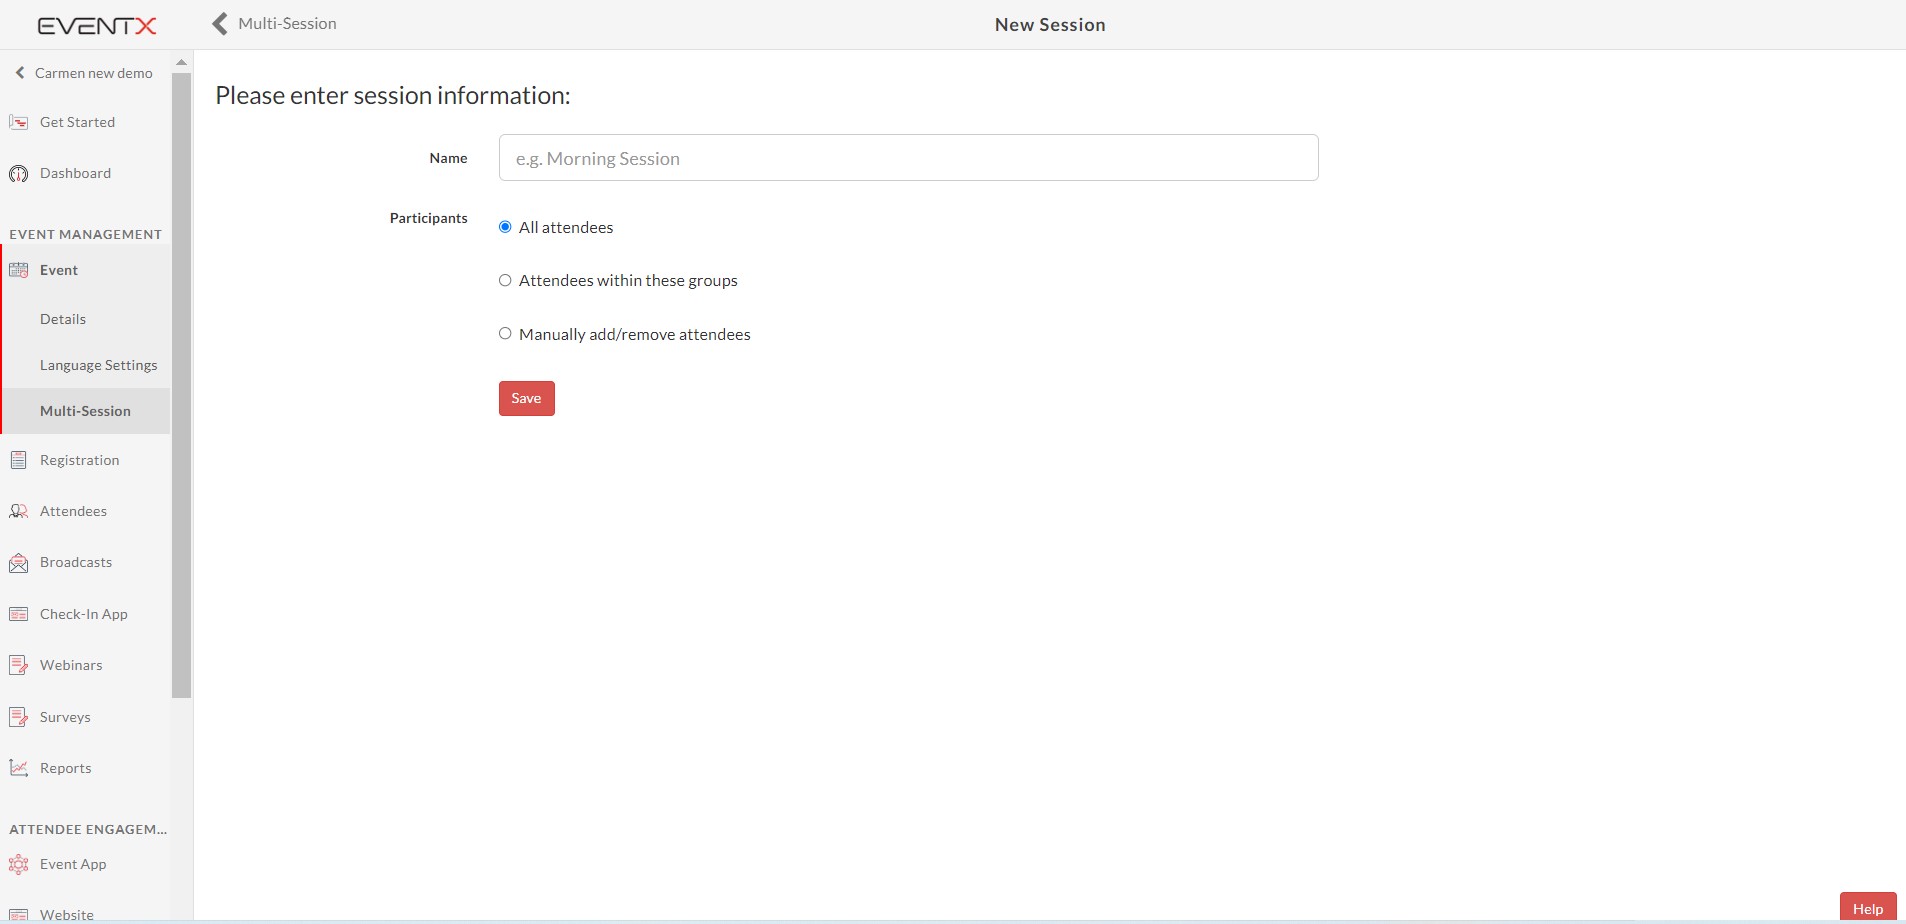 EVENTX
Multi-Session
New Session
Carmen new demo
Get Started
Dashboard
EVENT MANAGEMENT
Event
Details
Language Settings
Multi-Session
Registration
Attendees
Broadcasts
Check-In App
Webinars
Surveys
Reports
ATTENDEE ENGAGEM...
Event App
Website
Please enter session information:
Name
e.g. Morning Session
Participants
All attendees
Attendees within these groups
Manually add/remove attendees
Save
Help